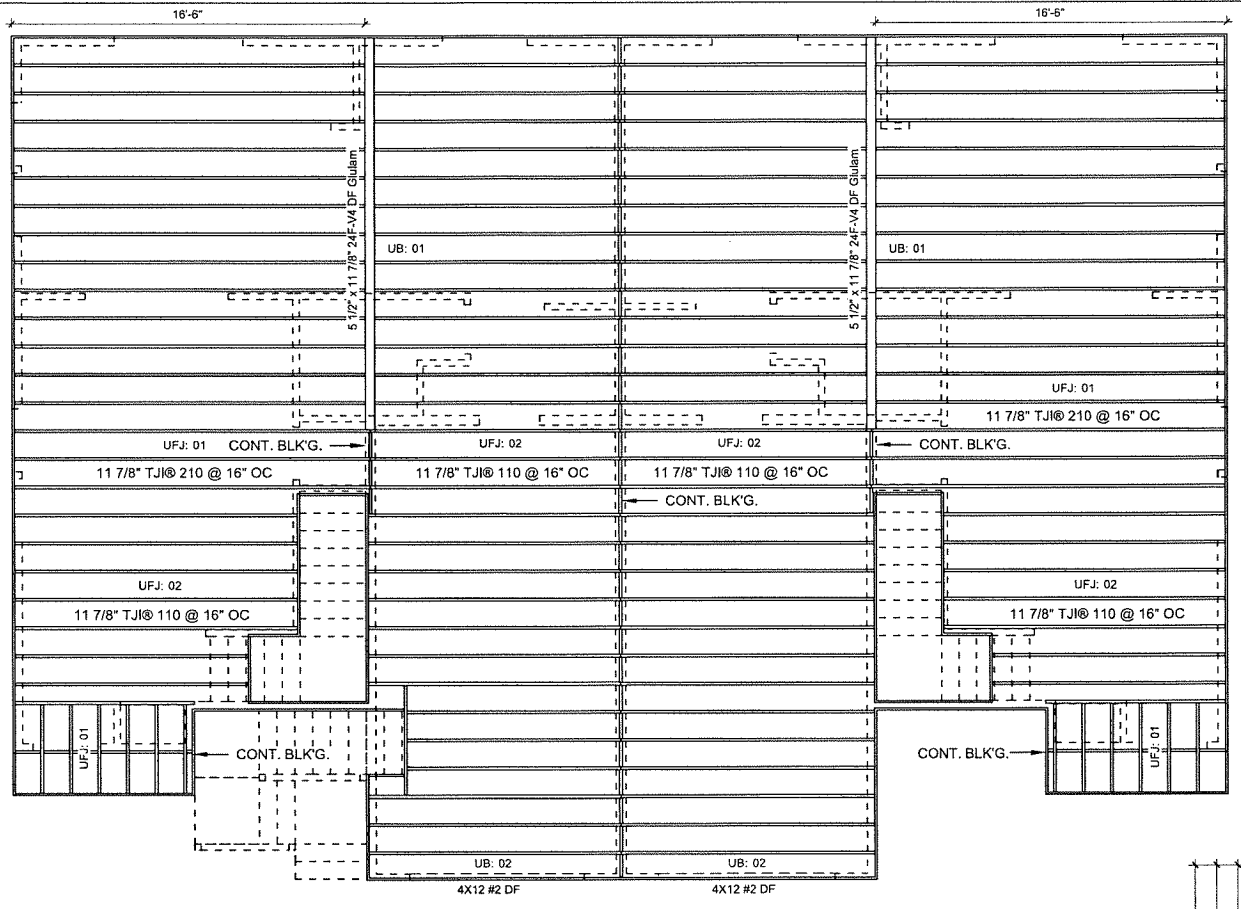 16'-6"
16'-6"
5 1/2" x 11 7/8" 24F-V4 DF Glulam
5 1/2" x 11 7/8" 24F-V4 DF Glulam
UB: 01
UB: 01
UFJ: 01
11 7/8" TJI® 210 @ 16" OC
UFJ: 01
CONT. BLK'G.
UFJ: 02
UFJ: 02
CONT. BLK'G.
11 7/8" TJI® 210 @ 16" OC
11 7/8" TJI® 110 @ 16" OC
11 7/8" TJI® 110 @ 16" OC
CONT. BLK'G.
UFJ: 02
UFJ: 02
11 7/8" TJI® 110 @ 16" OC
11 7/8" TJI® 110 @ 16" OC
UFJ: 01
CONT. BLK'G.
CONT. BLK'G.
UFJ: 01
UB: 02
UB: 02
4X12 #2 DF
4X12 #2 DF